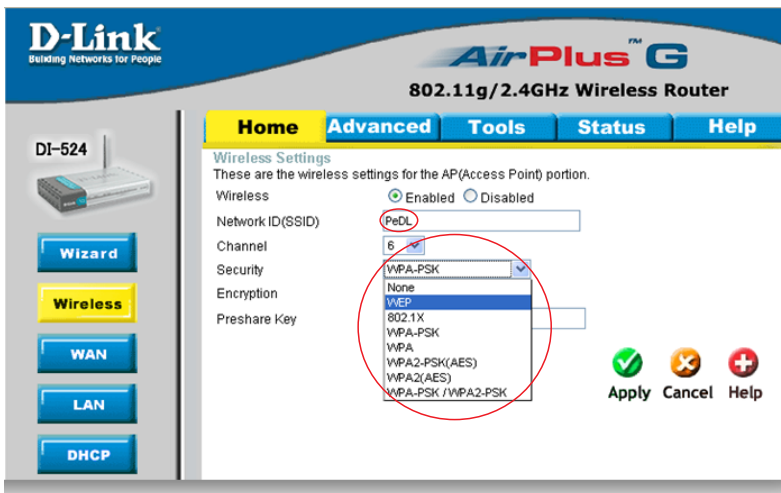 D-Link
Building Networks for People
AirPlus™ G
802.11g/2.4GHz Wireless Router
DI-524
Home Advanced Tools Status Help
Wireless Settings
These are the wireless settings for the AP(Access Point) portion.
Wireless Enabled Disabled
Network ID(SSID) PeDL
Channel 6
Security WPA-PSK
None
Encryption WEP
802.1X
Preshare Key
WPA-PSK
WPA
WPA2-PSK(AES)
WPA2(AES)
WPA-PSK / WPA2-PSK
Apply Cancel Help
Wizard
Wireless
WAN
LAN
DHCP